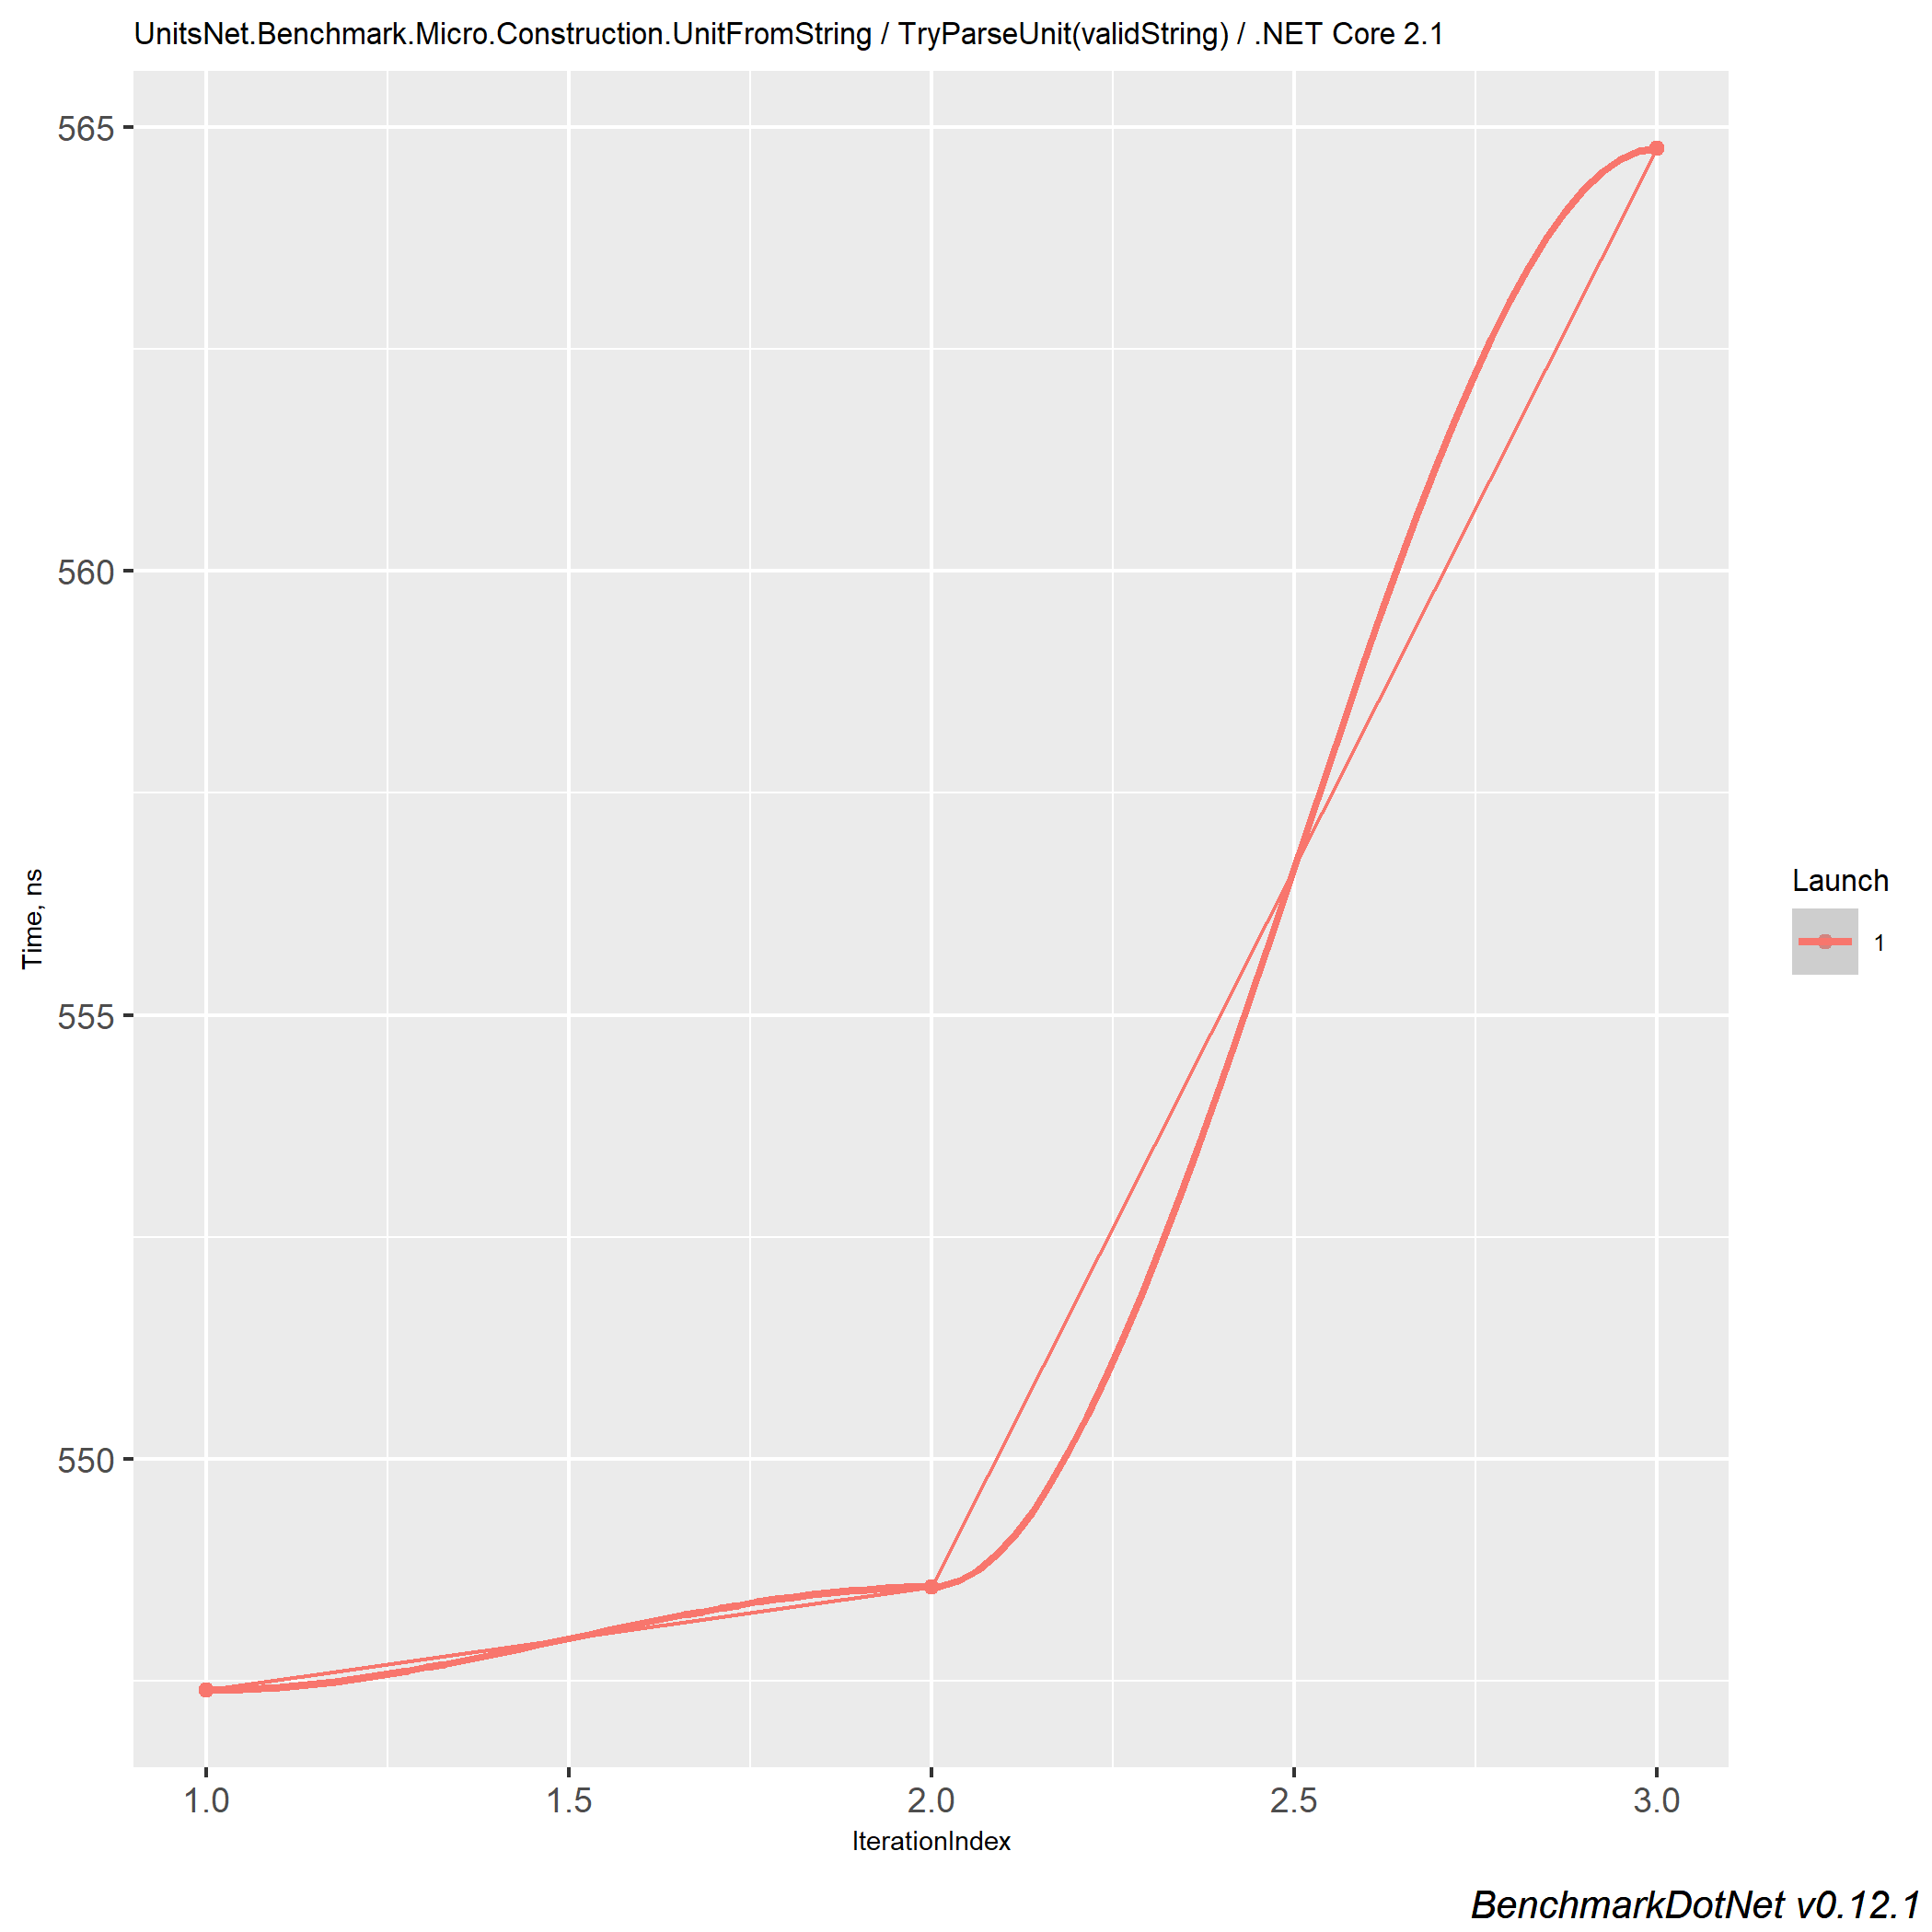 UnitsNet.Benchmark.Micro.Construction.UnitFromString / TryParseUnit(validString) / .NET Core 2.1
565
560
555
550
Time, ns
1.0 1.5 2.0 2.5 3.0
IterationIndex
Launch
1
BenchmarkDotNet v0.12.1